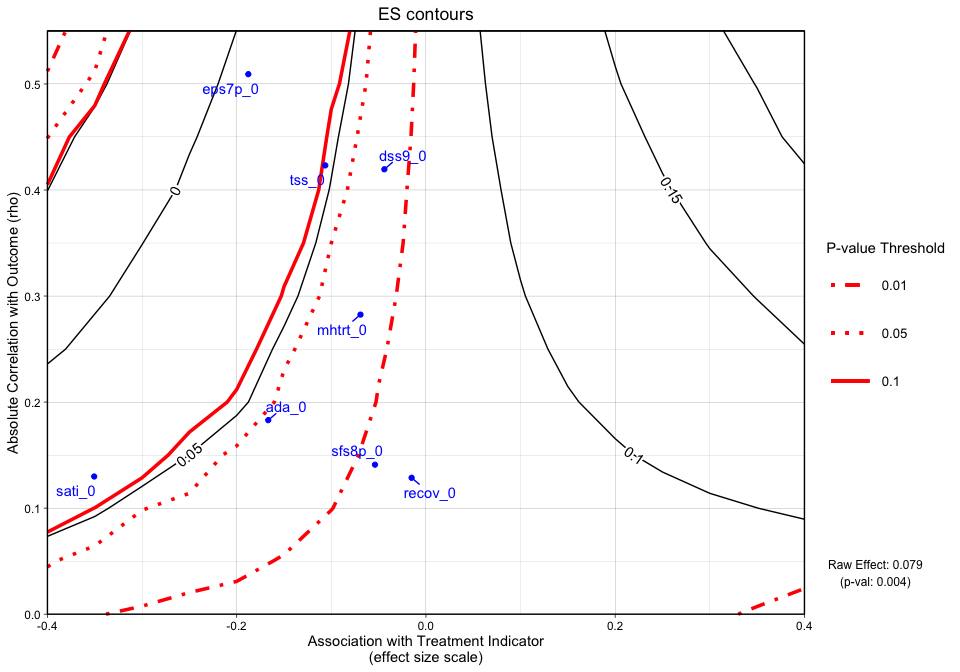 ES contours
Absolute Correlation with Outcome (rho)
0.5
0.4
0.3
0.2
0.1
0.0
eps7p_0
dss9_0
tss_0
0
0.15
mhtrt_0
ada_0
0.05
sfs8p_0
0.1
sati_0
recov_0
-0.4
-0.2
0.0
0.2
0.4
Association with Treatment Indicator
(effect size scale)
P-value Threshold
0.01
0.05
0.1
Raw Effect: 0.079
(p-val: 0.004)